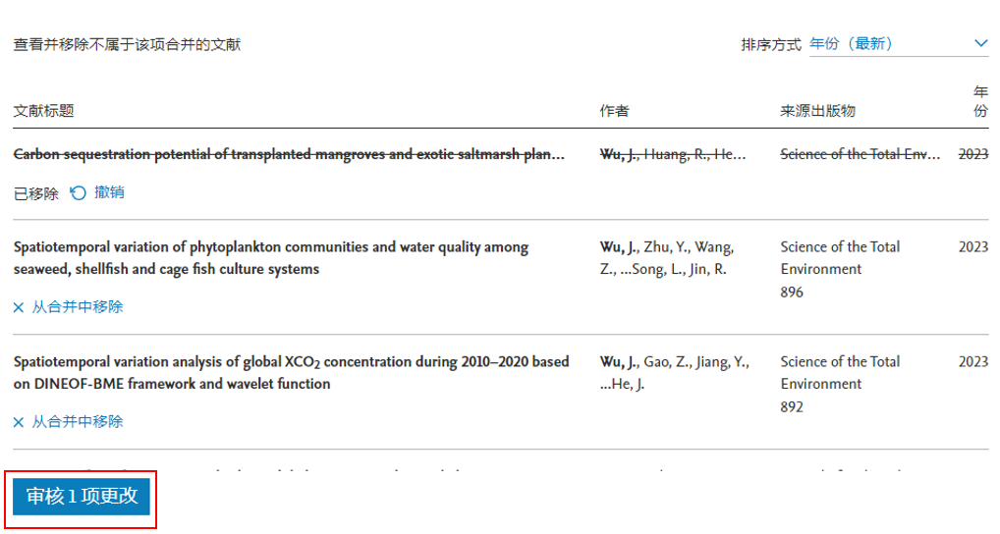 查看并移除不属于该项合并的文献
排序方式 年份（最新）
文献标题 作者 来源出版物 年份
Carbon sequestration potential of transplanted mangroves and exotic saltmarsh plan... Wu, J., Huang, R., He... Science of the Total Env... 2023
已移除 撤销
Spatiotemporal variation of phytoplankton communities and water quality among Wu, J., Zhu, Y., Wang, Science of the Total 2023
seaweed, shellfish and cage fish culture systems Z., ...Song, L., Jin, R. Environment
896
× 从合并中移除
Spatiotemporal variation analysis of global XCO₂ concentration during 2010–2020 based Wu, J., Gao, Z., Jiang, Y., Science of the Total 2023
on DINEOF-BME framework and wavelet function ...He, J. Environment
892
× 从合并中移除
审核 1 项更改